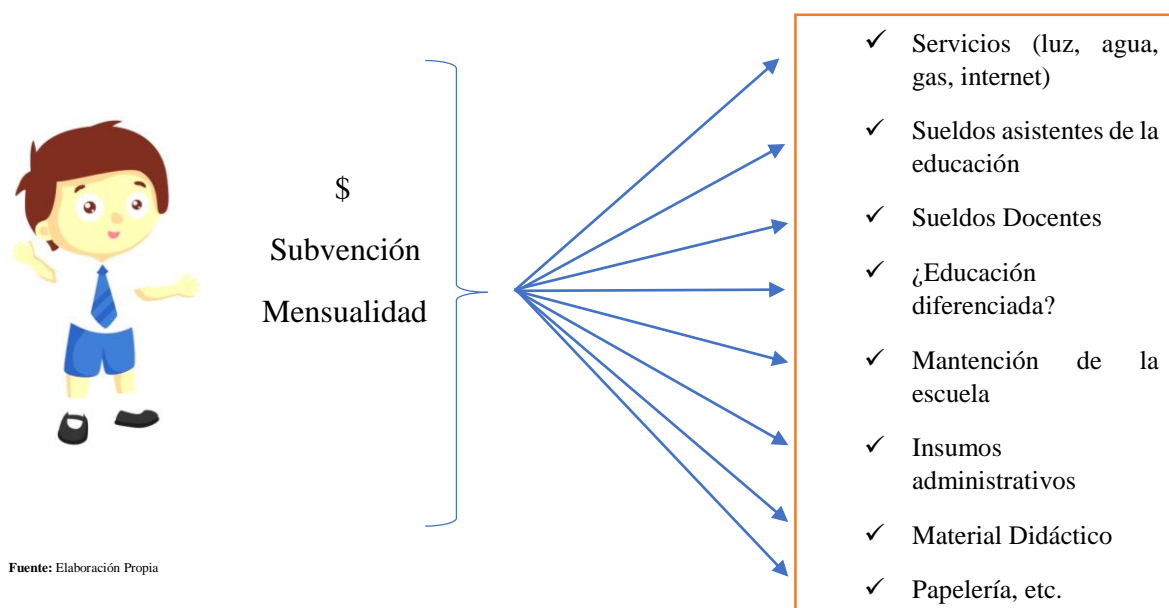 $
Subvención
Mensualidad
✓ Servicios (luz, agua,
gas, internet)
✓ Sueldos asistentes de la
educación
✓ Sueldos Docentes
✓ ¿Educación
diferenciada?
✓ Mantención de la
escuela
✓ Insumos
administrativos
✓ Material Didáctico
✓ Papelería, etc.
Fuente: Elaboración Propia